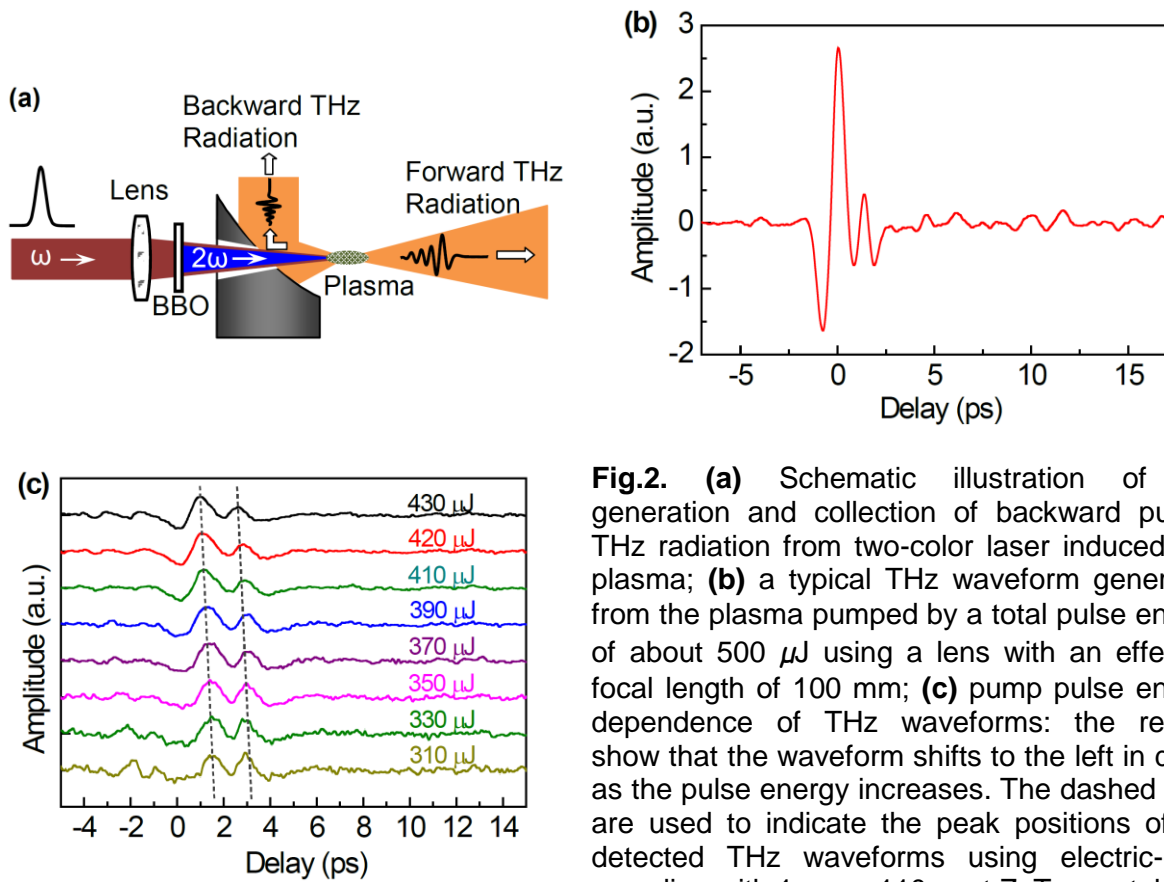 (a)
Backward THz
Radiation
Lens
Forward THz
Radiation
ω
2ω
BBO
Plasma
(b)
3
2
1
0
-1
-2
Amplitude (a.u.)
-5
0
5
10
15
Delay (ps)
(c)
430 μJ
420 μJ
410 μJ
390 μJ
370 μJ
350 μJ
330 μJ
310 μJ
Amplitude (a.u.)
-4
-2
0
2
4
6
8
10
12
14
Delay (ps)
Fig.2. (a) Schematic illustration of
generation and collection of backward pu
THz radiation from two-color laser induced
plasma; (b) a typical THz waveform gener
from the plasma pumped by a total pulse en
of about 500 μJ using a lens with an effe
focal length of 100 mm; (c) pump pulse en
dependence of THz waveforms: the re
show that the waveform shifts to the left in
as the pulse energy increases. The dashed
are used to indicate the peak positions of
detected THz waveforms using electric-